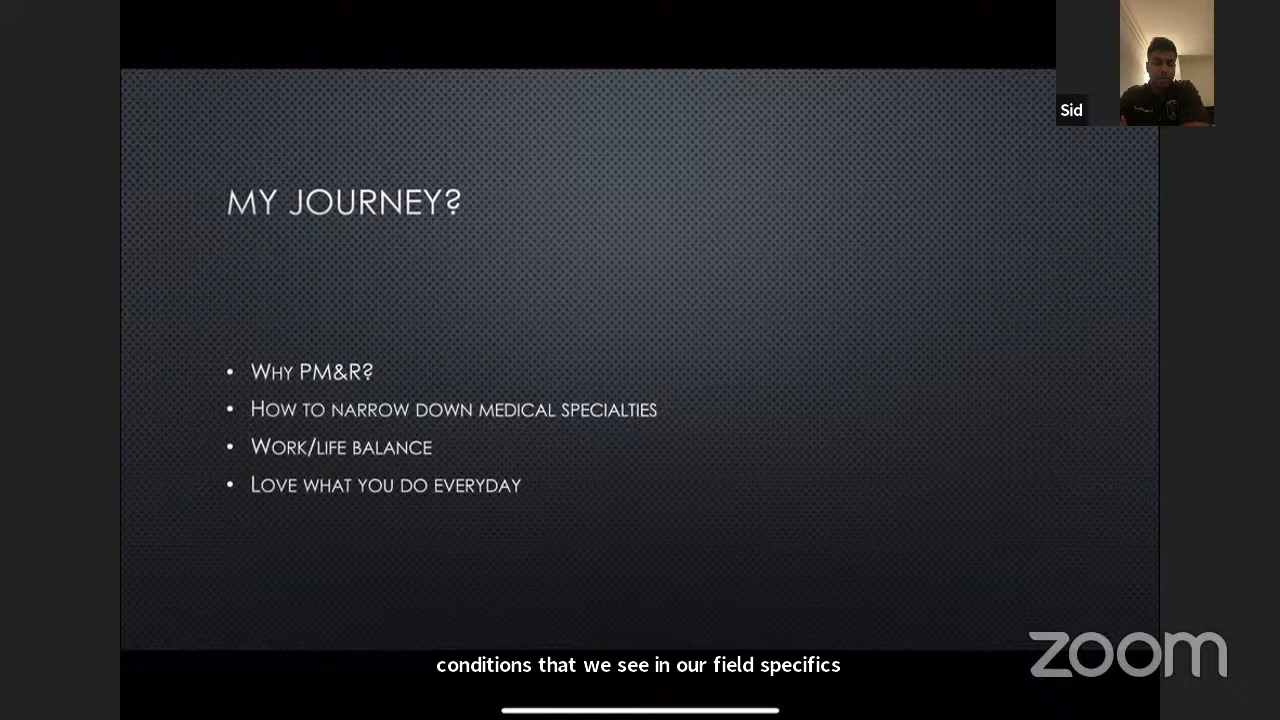 Sid
MY JOURNEY?
• WHY PM&R?
• HOW TO NARROW DOWN MEDICAL SPECIALTIES
• WORK/LIFE BALANCE
• LOVE WHAT YOU DO EVERYDAY
conditions that we see in our field specifics
zoom